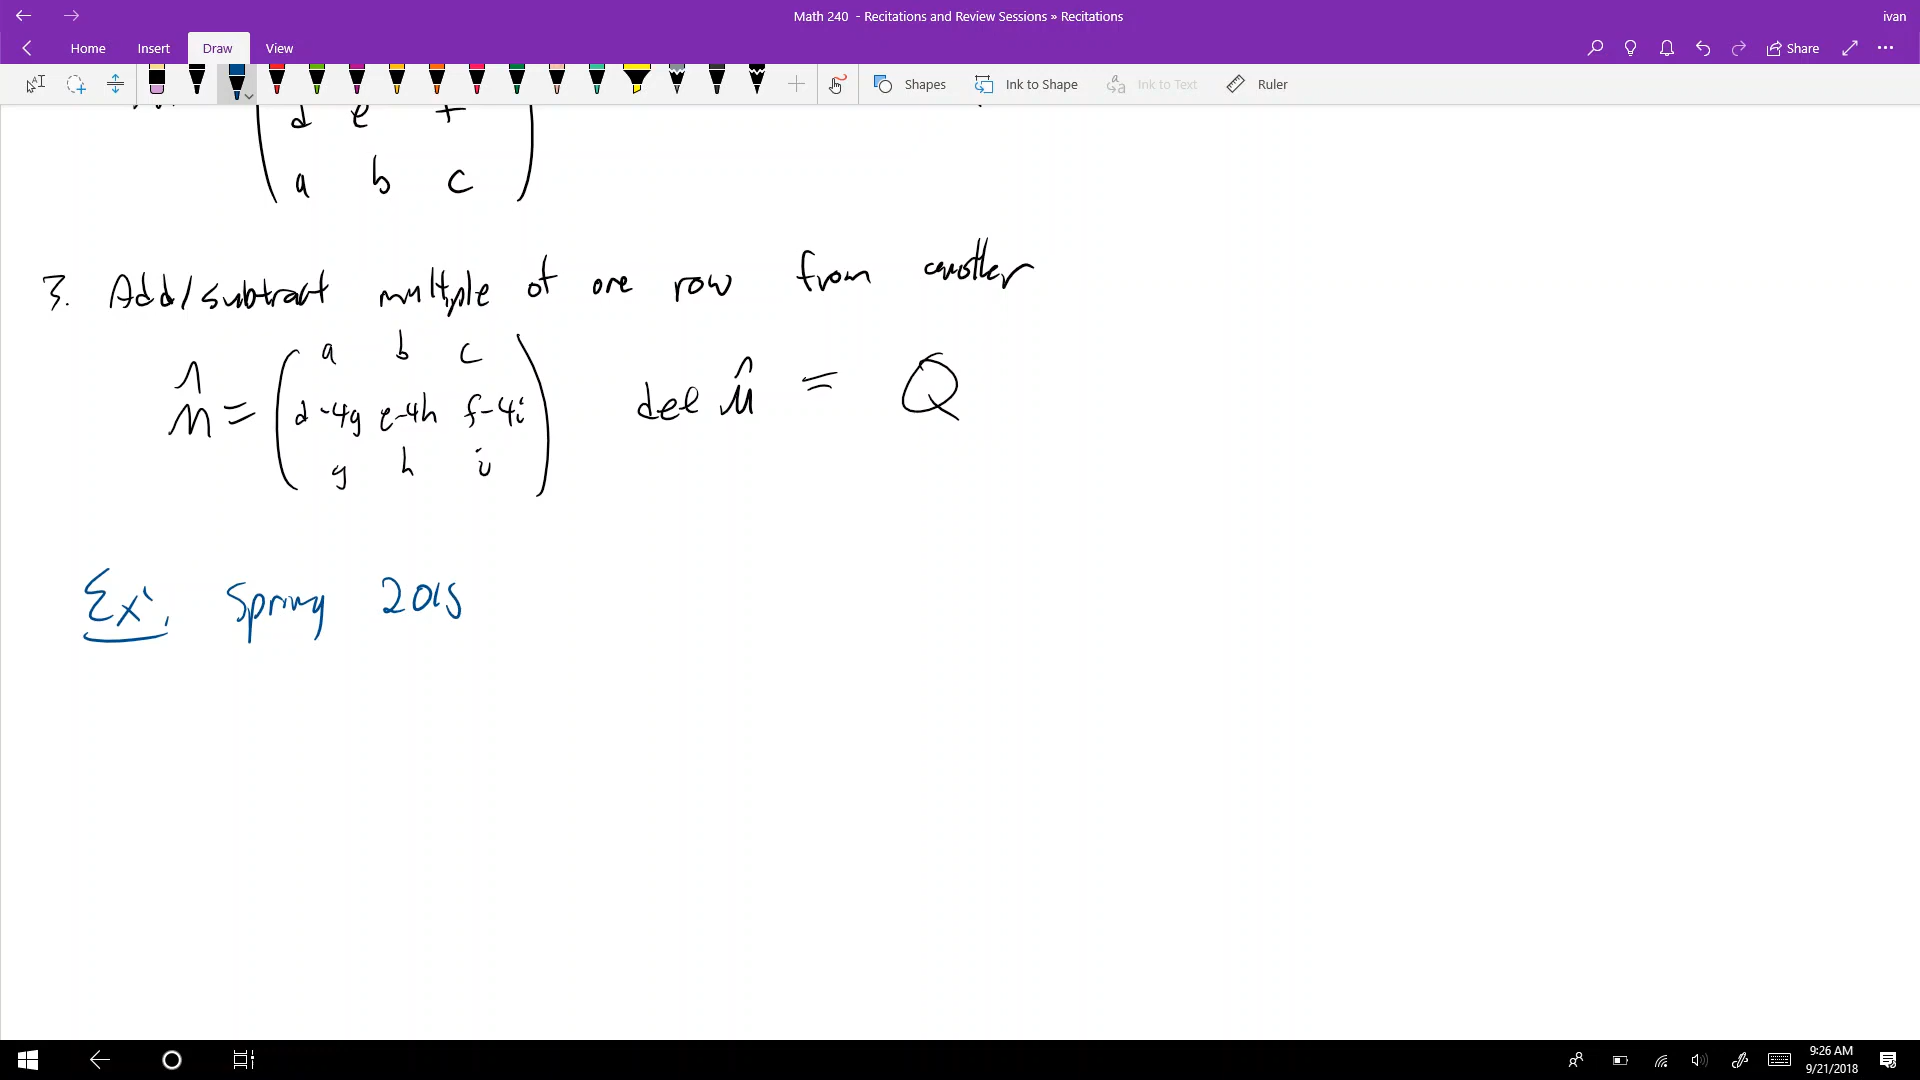 Math 240 - Recitations and Review Sessions » Recitations
ivan
Home Insert Draw View
Share
Shapes Ink to Shape Ink to Text Ruler
d e f
a b c
3. Add/subtract multiple of one row from another
a b c
M̂ = d-4g e-4h f-4i det M̂ = Q
g h i
Ex: Spring 2015
9:26 AM
9/21/2018